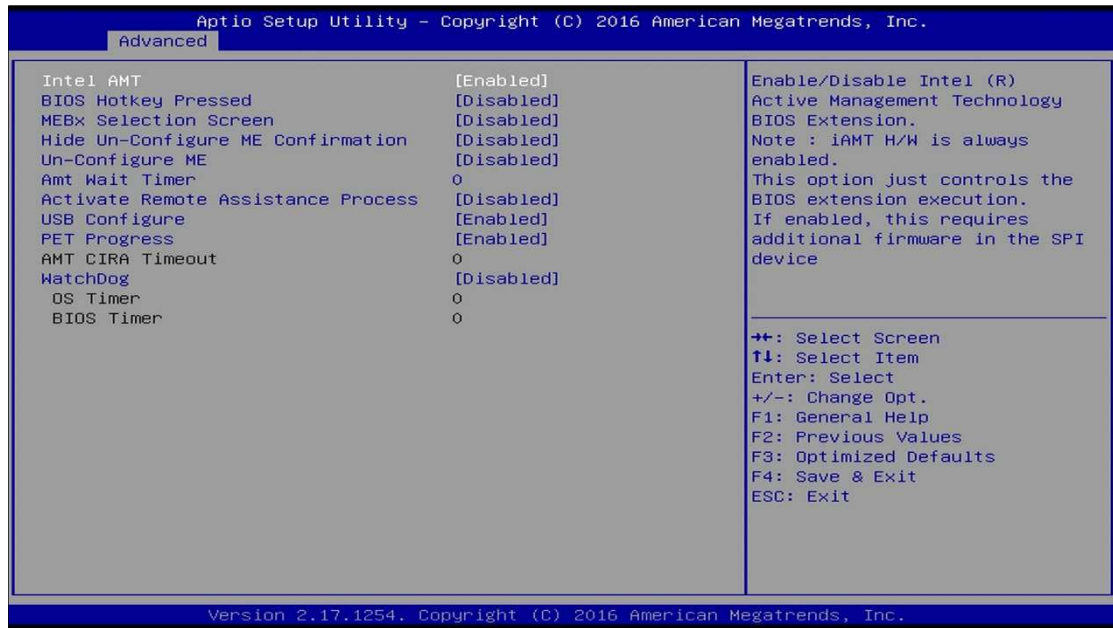 Aptio Setup Utility – Copyright (C) 2016 American Megatrends, Inc.
Advanced
Intel AMT [Enabled]
BIOS Hotkey Pressed [Disabled]
MEBx Selection Screen [Disabled]
Hide Un-Configure ME Confirmation [Disabled]
Un-Configure ME [Disabled]
Amt Wait Timer 0
Activate Remote Assistance Process [Disabled]
USB Configure [Enabled]
PET Progress [Enabled]
AMT CIRA Timeout 0
WatchDog [Disabled]
OS Timer 0
BIOS Timer 0
Enable/Disable Intel (R)
Active Management Technology
BIOS Extension.
Note : iAMT H/W is always
enabled.
This option just controls the
BIOS extension execution.
If enabled, this requires
additional firmware in the SPI
device
→←: Select Screen
↑↓: Select Item
Enter: Select
+/-: Change Opt.
F1: General Help
F2: Previous Values
F3: Optimized Defaults
F4: Save & Exit
ESC: Exit
Version 2.17.1254. Copyright (C) 2016 American Megatrends, Inc.